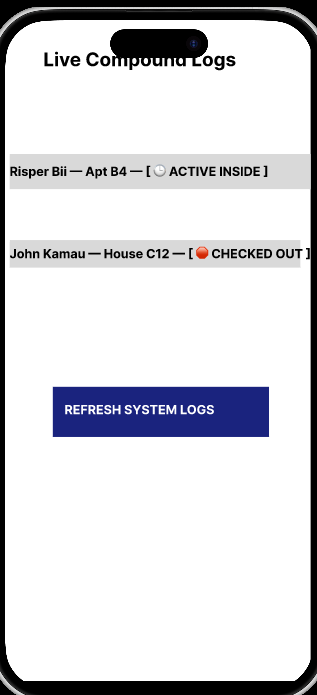 Live Compound Logs
Risper Bii — Apt B4 — [ 🕒 ACTIVE INSIDE ]
John Kamau — House C12 — [ 🛑 CHECKED OUT ]
REFRESH SYSTEM LOGS